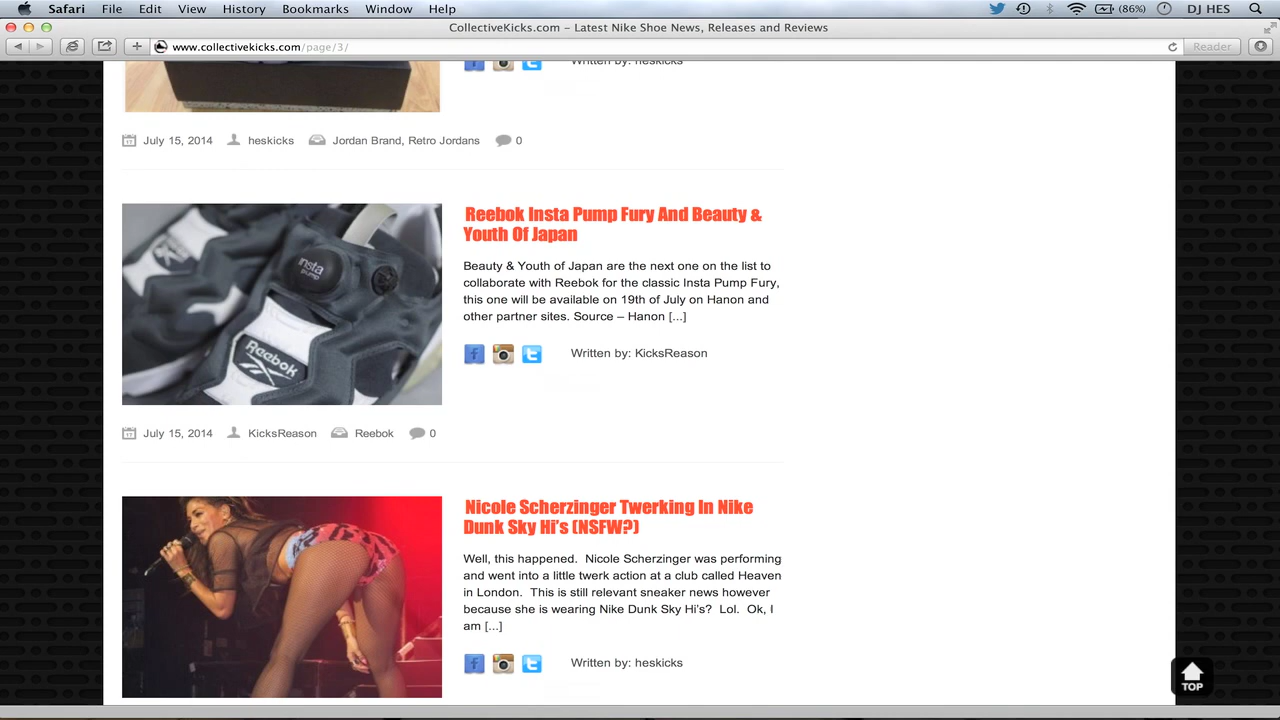 Safari File Edit View History Bookmarks Window Help (86%) DJ HES
CollectiveKicks.com – Latest Nike Shoe News, Releases and Reviews
www.collectivekicks.com/page/3/ Reader
Written by: heskicks
July 15, 2014 heskicks Jordan Brand, Retro Jordans 0
insta
pump
Reebok
Reebok Insta Pump Fury And Beauty &
Youth Of Japan
Beauty & Youth of Japan are the next one on the list to
collaborate with Reebok for the classic Insta Pump Fury,
this one will be available on 19th of July on Hanon and
other partner sites. Source – Hanon [...]
Written by: KicksReason
July 15, 2014 KicksReason Reebok 0
Nicole Scherzinger Twerking In Nike
Dunk Sky Hi's (NSFW?)
Well, this happened.  Nicole Scherzinger was performing
and went into a little twerk action at a club called Heaven
in London.  This is still relevant sneaker news however
because she is wearing Nike Dunk Sky Hi's?  Lol.  Ok, I
am [...]
Written by: heskicks
TOP